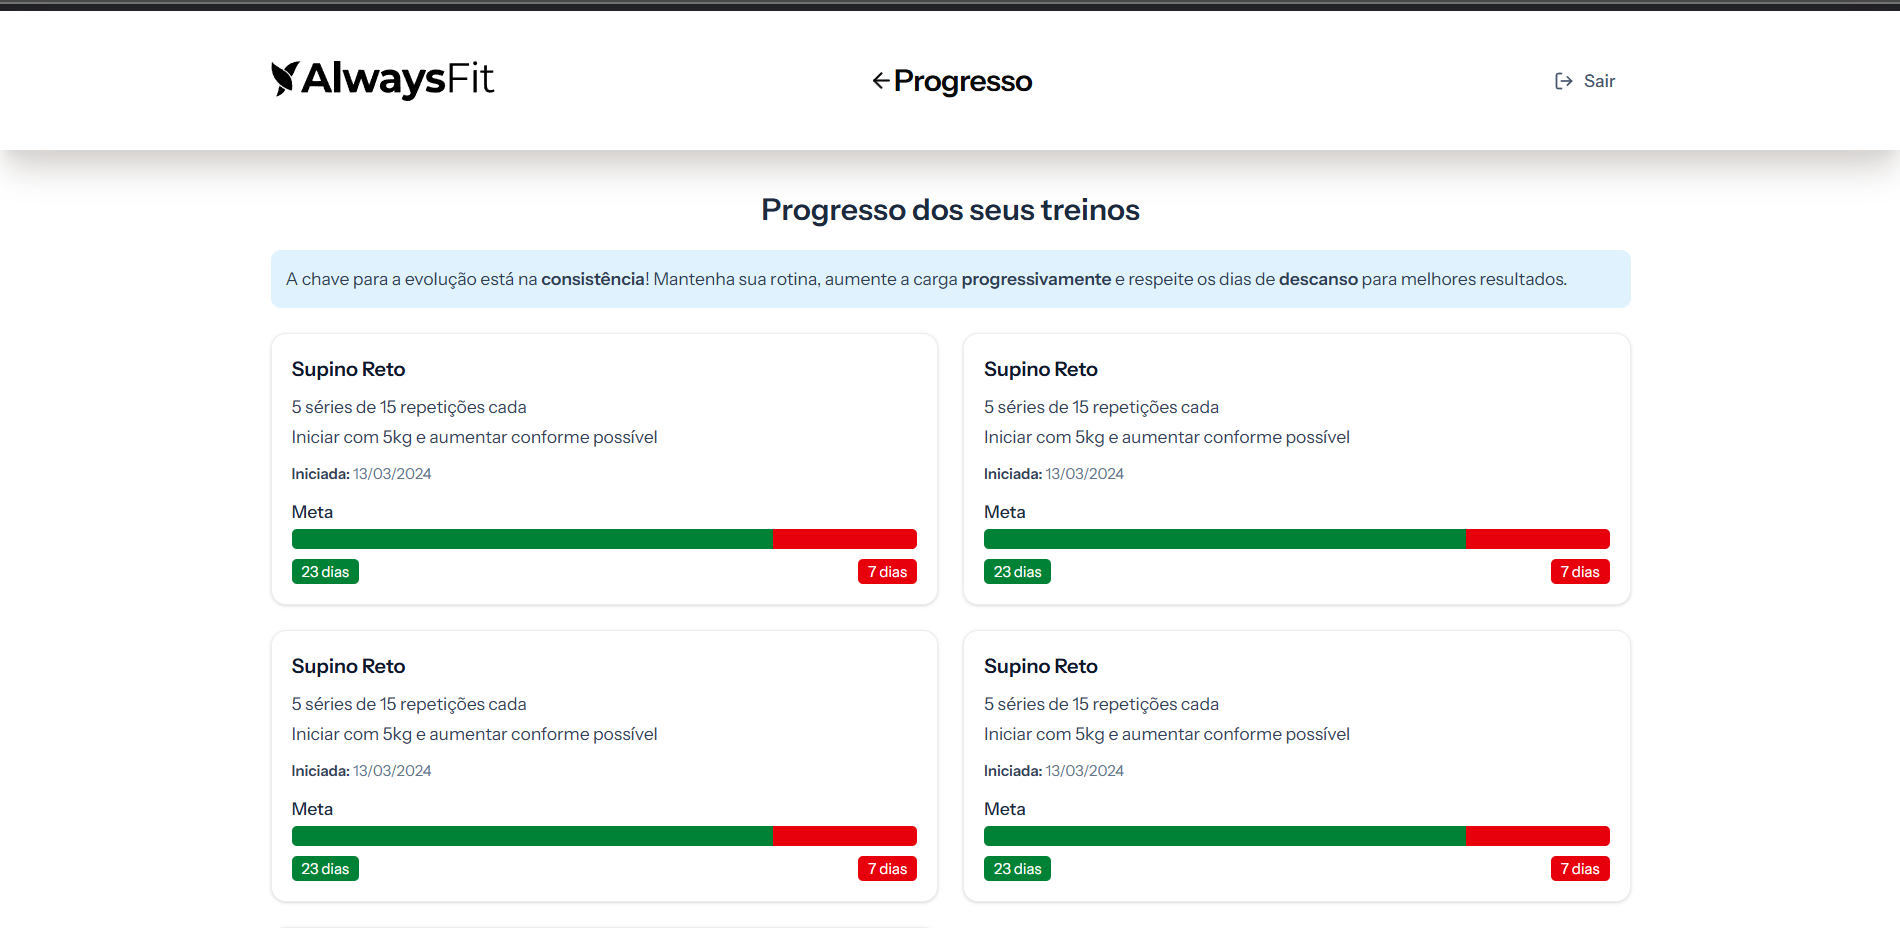 AlwaysFit
Progresso
Sair
Progresso dos seus treinos
A chave para a evolução está na consistência! Mantenha sua rotina, aumente a carga progressivamente e respeite os dias de descanso para melhores resultados.
Supino Reto
5 séries de 15 repetições cada
Iniciar com 5kg e aumentar conforme possível
Iniciada: 13/03/2024
Meta
23 dias
7 dias
Supino Reto
5 séries de 15 repetições cada
Iniciar com 5kg e aumentar conforme possível
Iniciada: 13/03/2024
Meta
23 dias
7 dias
Supino Reto
5 séries de 15 repetições cada
Iniciar com 5kg e aumentar conforme possível
Iniciada: 13/03/2024
Meta
23 dias
7 dias
Supino Reto
5 séries de 15 repetições cada
Iniciar com 5kg e aumentar conforme possível
Iniciada: 13/03/2024
Meta
23 dias
7 dias